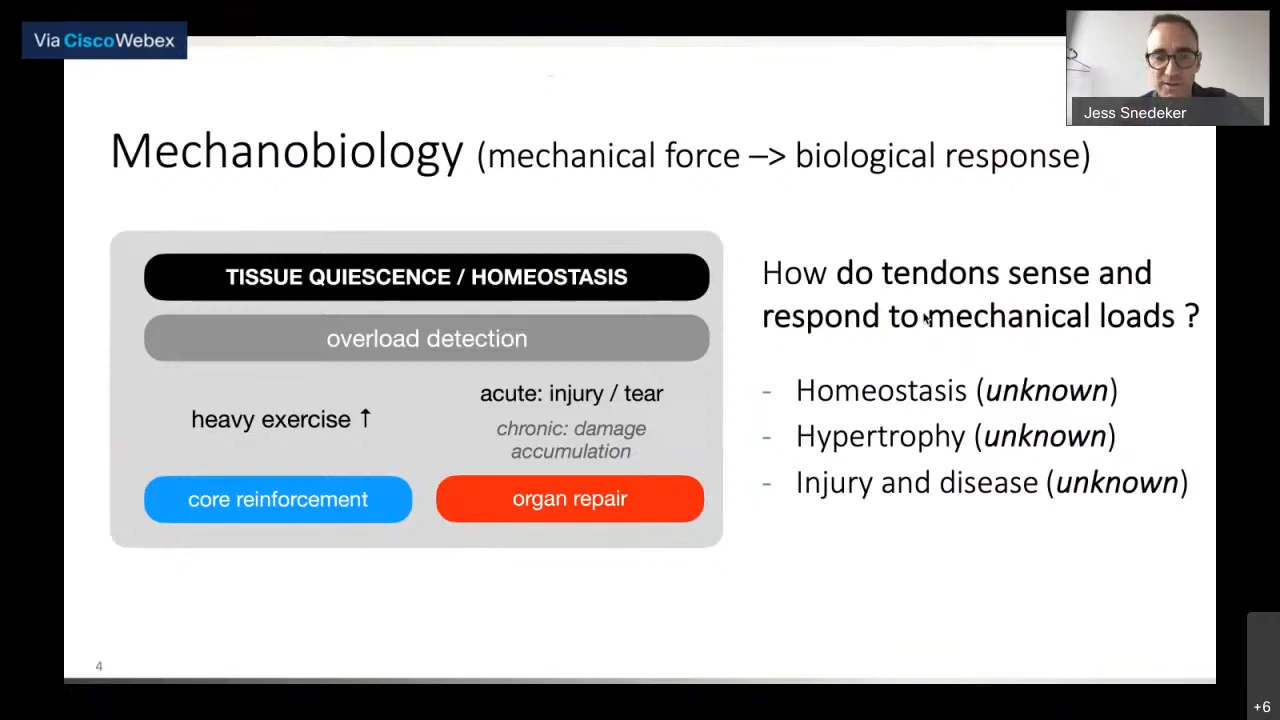 Via CiscoWebex
Jess Snedeker
Mechanobiology (mechanical force –> biological response)
TISSUE QUIESCENCE / HOMEOSTASIS
overload detection
heavy exercise ↑
acute: injury / tear
chronic: damage
accumulation
core reinforcement
organ repair
How do tendons sense and
respond to mechanical loads ?
- Homeostasis (unknown)
- Hypertrophy (unknown)
- Injury and disease (unknown)
4
+6